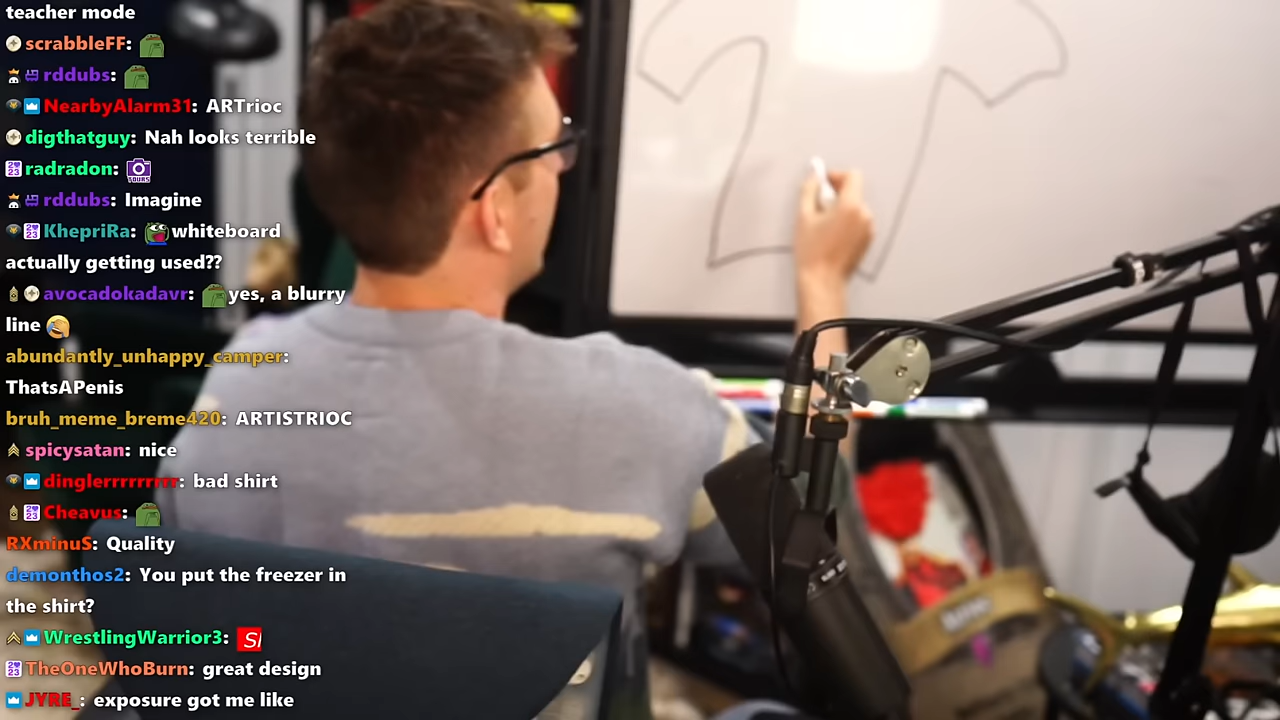 teacher mode
scrabbleFF:
rddubs:
NearbyAlarm31: ARTrioc
digthatguy: Nah looks terrible
radradon:
rddubs: Imagine
KhepriRa: whiteboard
actually getting used??
avocadokadavr: yes, a blurry
line
abundantly_unhappy_camper:
ThatsAPenis
bruh_meme_breme420: ARTISTRIOC
spicysatan: nice
dinglerrrrrrrrr: bad shirt
Cheavus:
RXminuS: Quality
demonthos2: You put the freezer in
the shirt?
WrestlingWarrior3: SI
TheOneWhoBurn: great design
JYRE_: exposure got me like